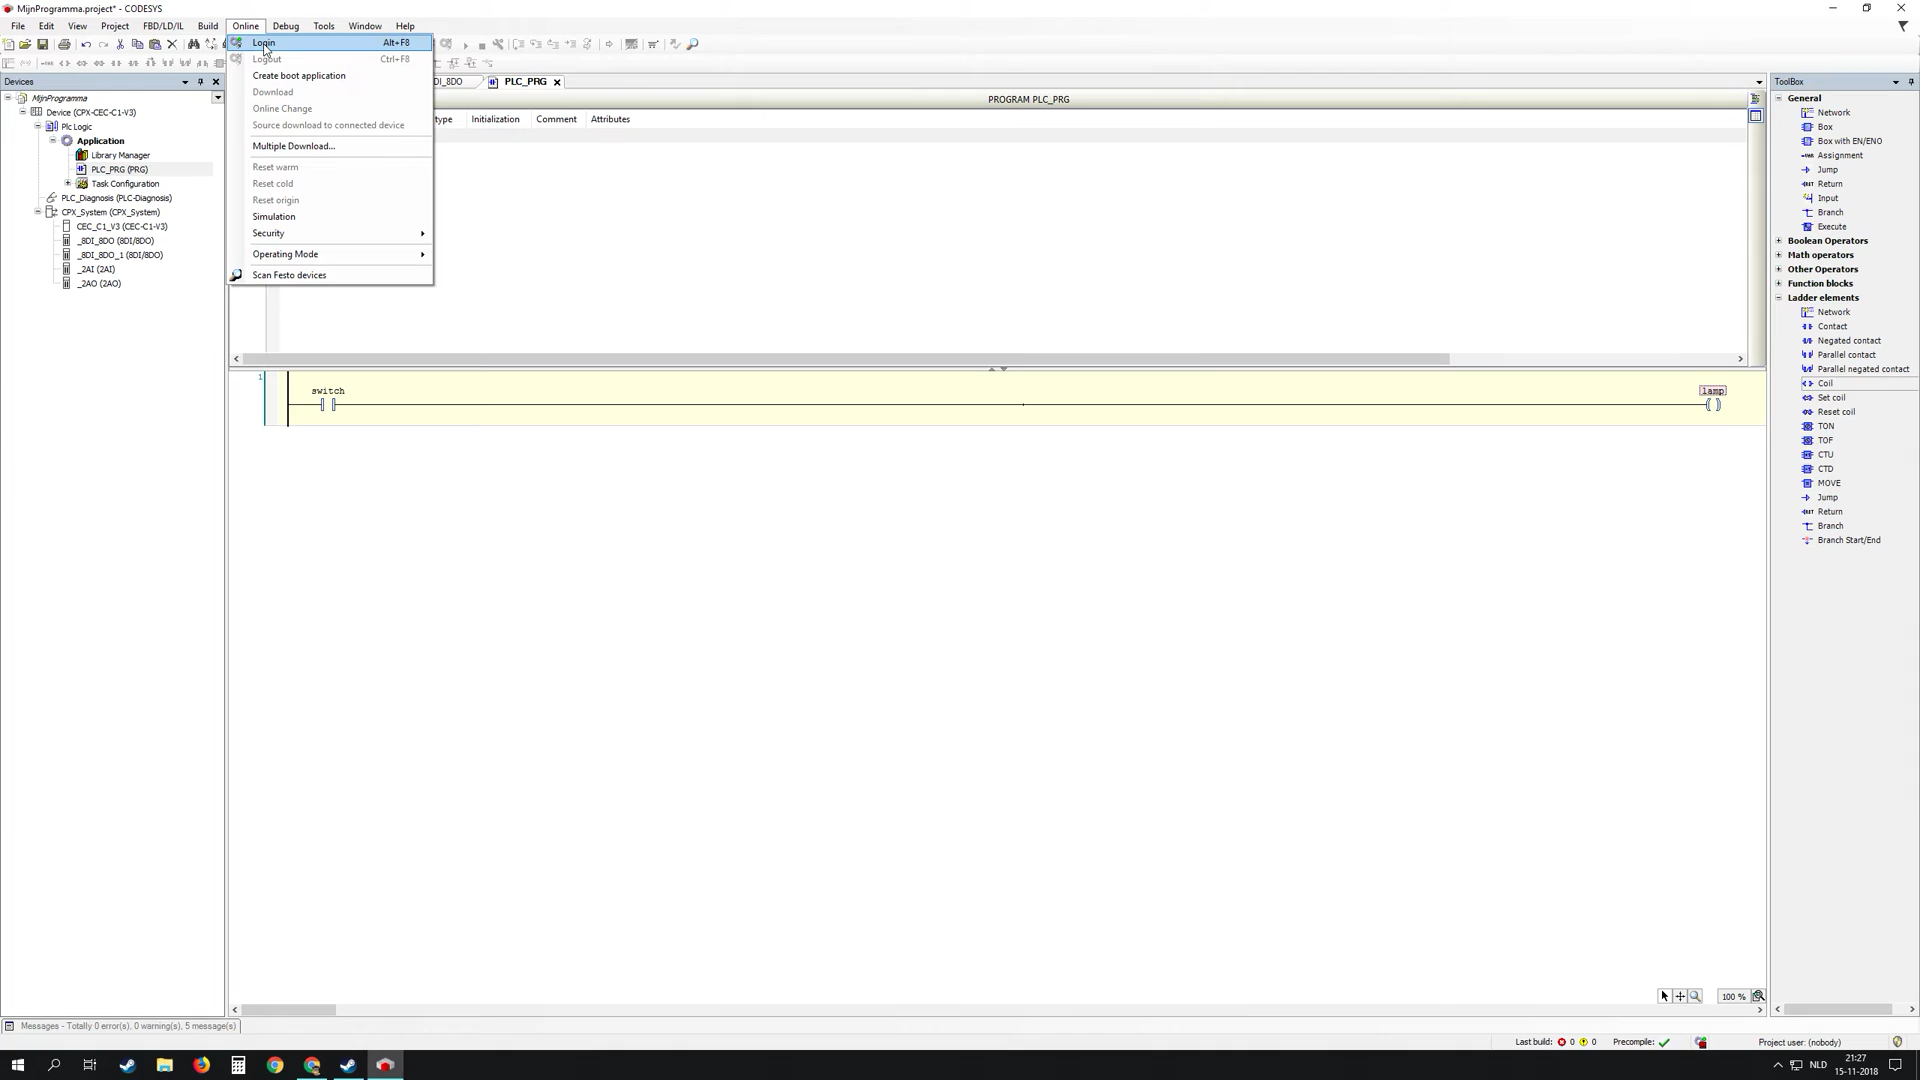 MijnProgramma.project* - CODESYS
File Edit View Project FBD/LD/IL Build Online Debug Tools Window Help
Login Alt+F8
Logout Ctrl+F8
Create boot application
Download
Online Change
Source download to connected device
Multiple Download...
Reset warm
Reset cold
Reset origin
Simulation
Security
Operating Mode
Scan Festo devices
Devices
MijnProgramma
Device (CPX-CEC-C1-V3)
Plc Logic
Application
Library Manager
PLC_PRG (PRG)
Task Configuration
PLC_Diagnosis (PLC-Diagnosis)
CPX_System (CPX_System)
CEC_C1_V3 (CEC-C1-V3)
_8DI_8DO (8DI/8DO)
_8DI_8DO_1 (8DI/8DO)
_2AI (2AI)
_2AO (2AO)
DI_8DO PLC_PRG
PROGRAM PLC_PRG
type Initialization Comment Attributes
1
switch
lamp
100 %
ToolBox
General
Network
Box
Box with EN/ENO
Assignment
Jump
Return
Input
Branch
Execute
Boolean Operators
Math operators
Other Operators
Function blocks
Ladder elements
Network
Contact
Negated contact
Parallel contact
Parallel negated contact
Coil
Set coil
Reset coil
TON
TOF
CTU
CTD
MOVE
Jump
Return
Branch
Branch Start/End
Messages - Totally 0 error(s), 0 warning(s), 5 message(s)
Last build: 0 0 Precompile: Project user: (nobody)
NLD
21:27
15-11-2018